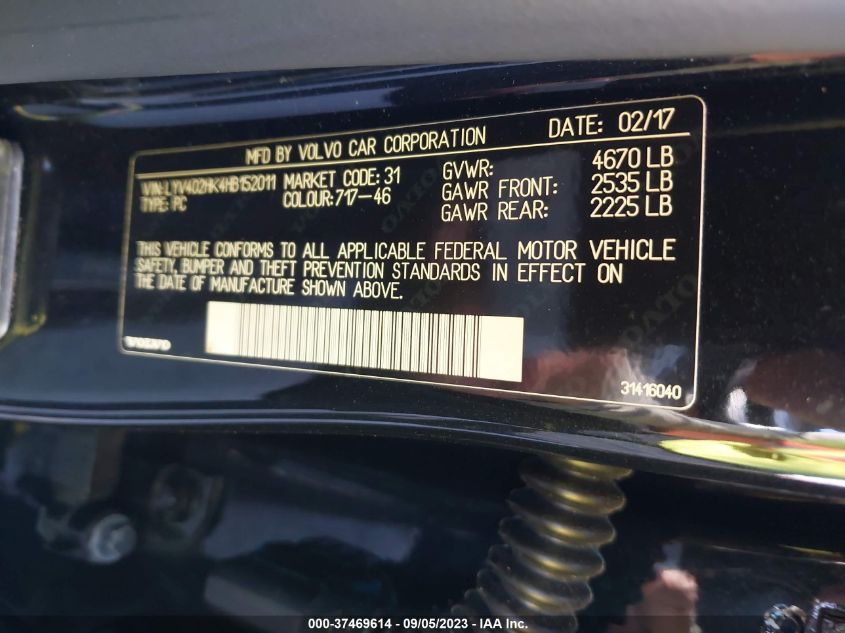 MFD BY VOLVO CAR CORPORATION DATE: 02/17
VIN:LYV402HK4HB152011 MARKET CODE: 31 GVWR: 4670 LB
TYPE: PC COLOUR:717-46 GAWR FRONT: 2535 LB
GAWR REAR: 2225 LB
THIS VEHICLE CONFORMS TO ALL APPLICABLE FEDERAL MOTOR VEHICLE
SAFETY, BUMPER AND THEFT PREVENTION STANDARDS IN EFFECT ON
THE DATE OF MANUFACTURE SHOWN ABOVE.
VOLVO
31416040
000-37469614 - 09/05/2023 - IAA Inc.